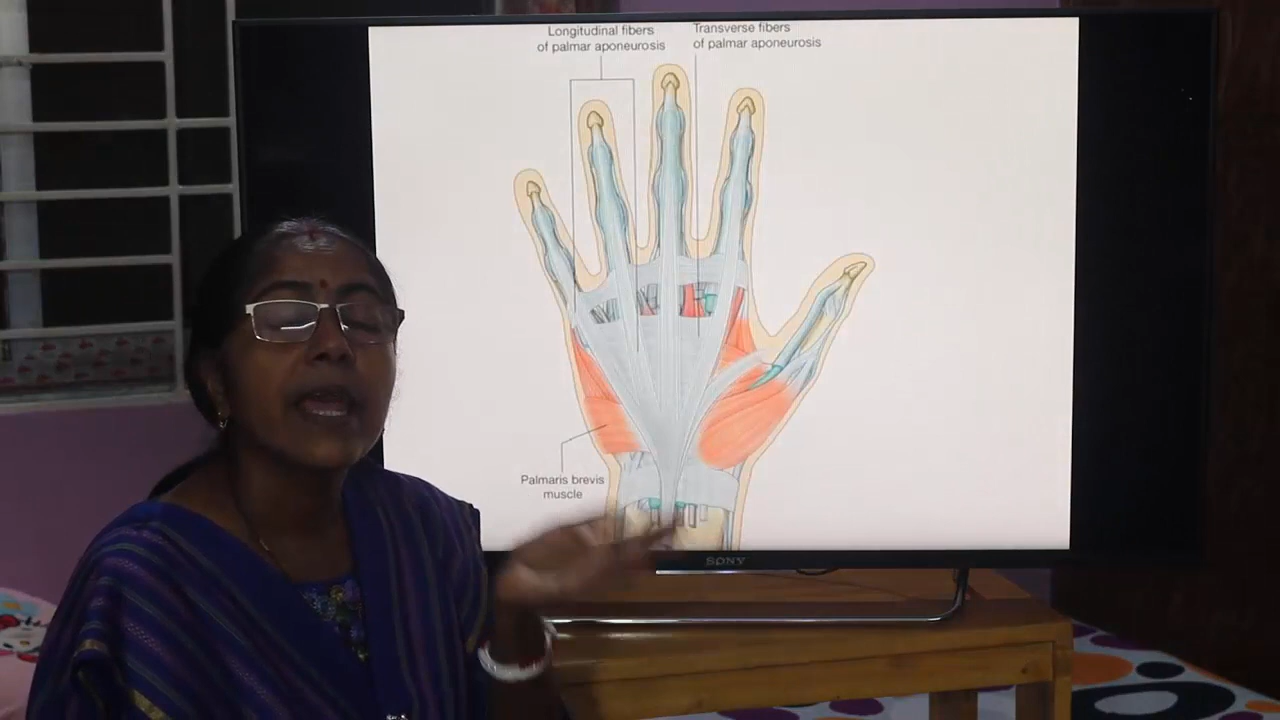 Longitudinal fibers
of palmar aponeurosis
Transverse fibers
of palmar aponeurosis
Palmaris brevis
muscle
SONY